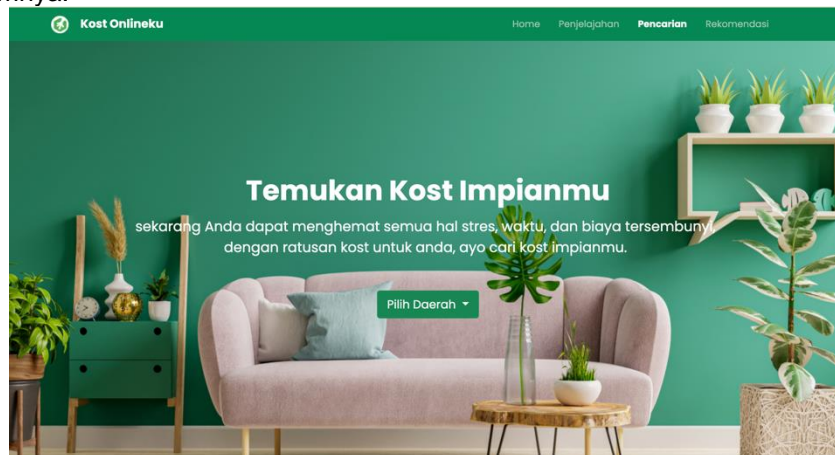 Kost Onlineku
Home Penjelajahan Pencarian Rekomendasi
Temukan Kost Impianmu
sekarang Anda dapat menghemat semua hal stres, waktu, dan biaya tersembunyi,
dengan ratusan kost untuk anda, ayo cari kost impianmu.
Pilih Daerah